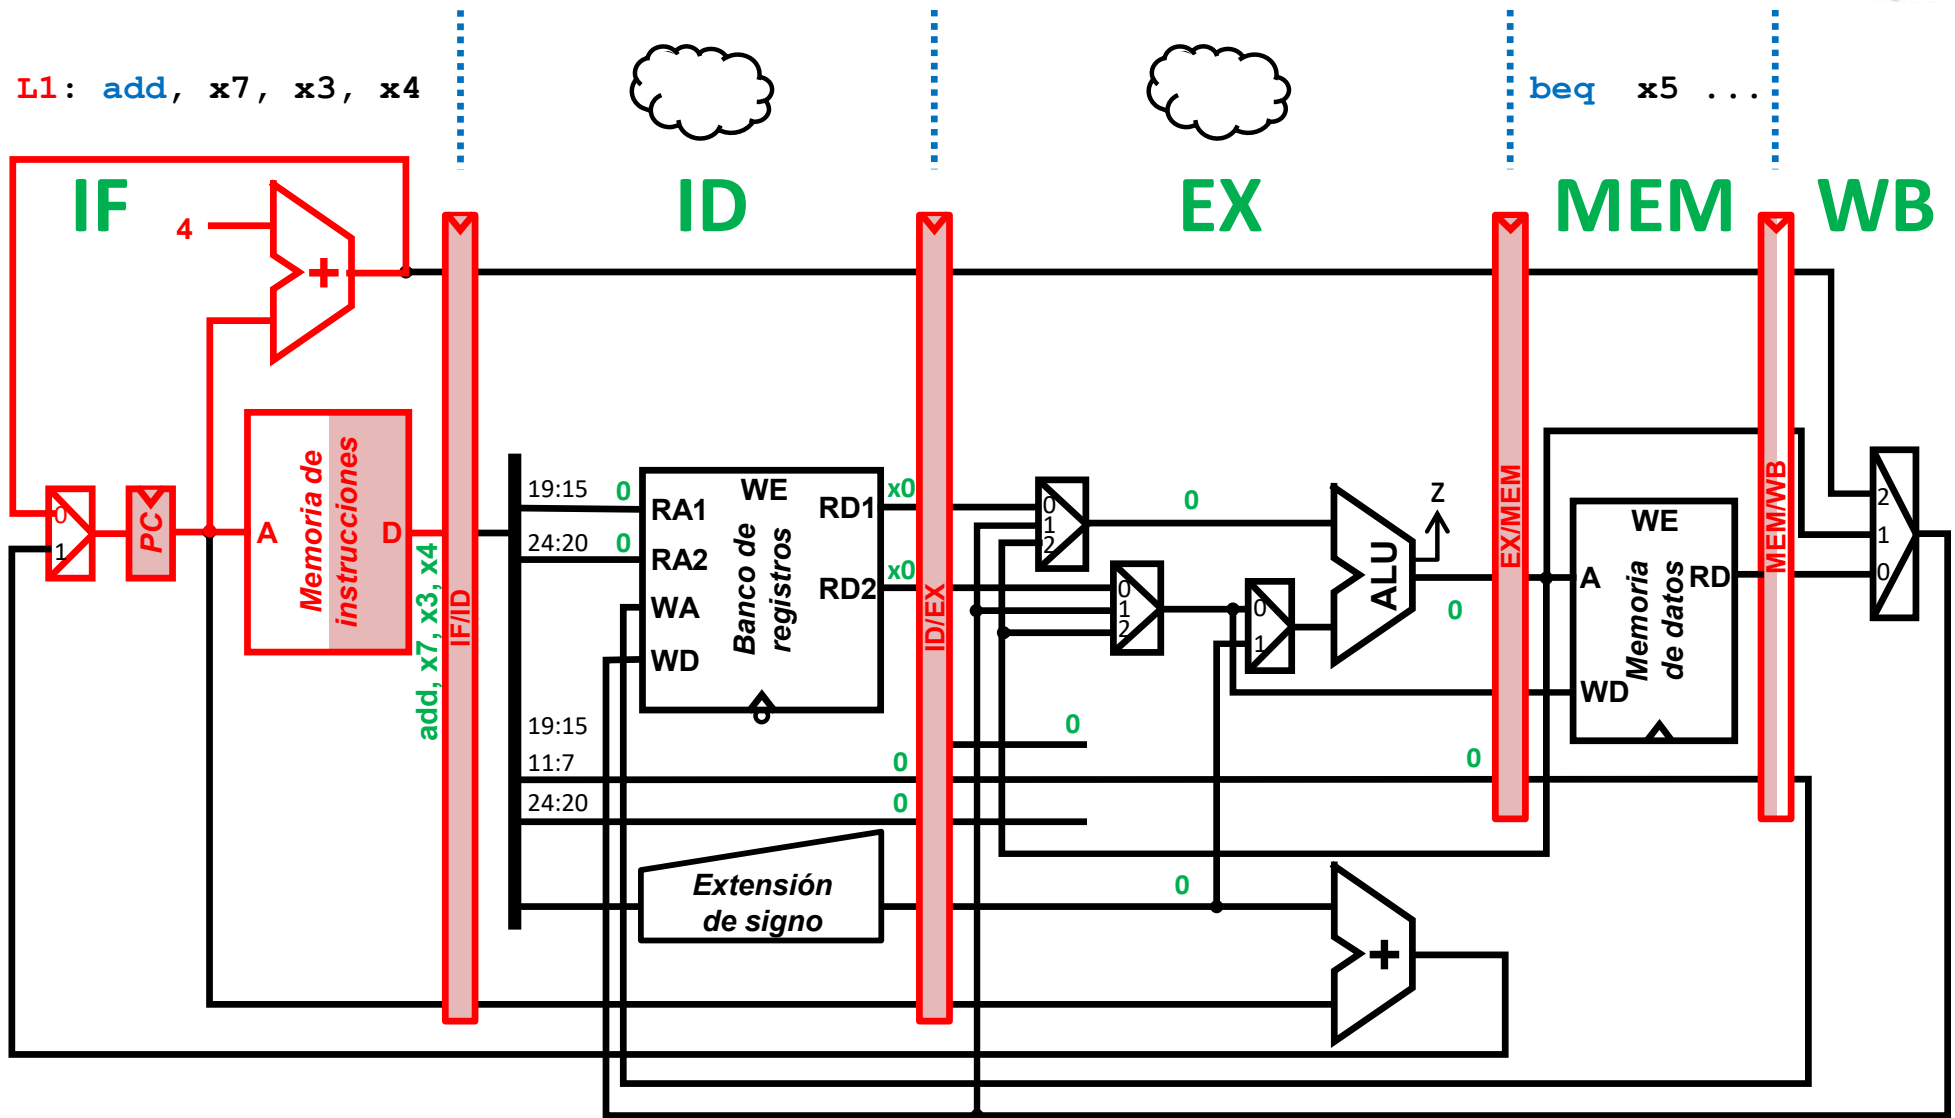 L1: add, x7, x3, x4
beq x5 ...
IF
ID
EX
MEM
WB
4
+
0
1
PC
A
Memoria de
instrucciones
D
add, x7, x3, x4
IF/ID
19:15
0
24:20
0
RA1
RA2
WA
WD
WE
Banco de
registros
RD1
RD2
x0
x0
19:15
11:7
24:20
0
0
Extensión
de signo
ID/EX
0
1
2
0
1
2
0
1
0
0
0
ALU
Z
0
0
+
EX/MEM
A
WD
WE
Memoria
de datos
RD
MEM/WB
2
1
0